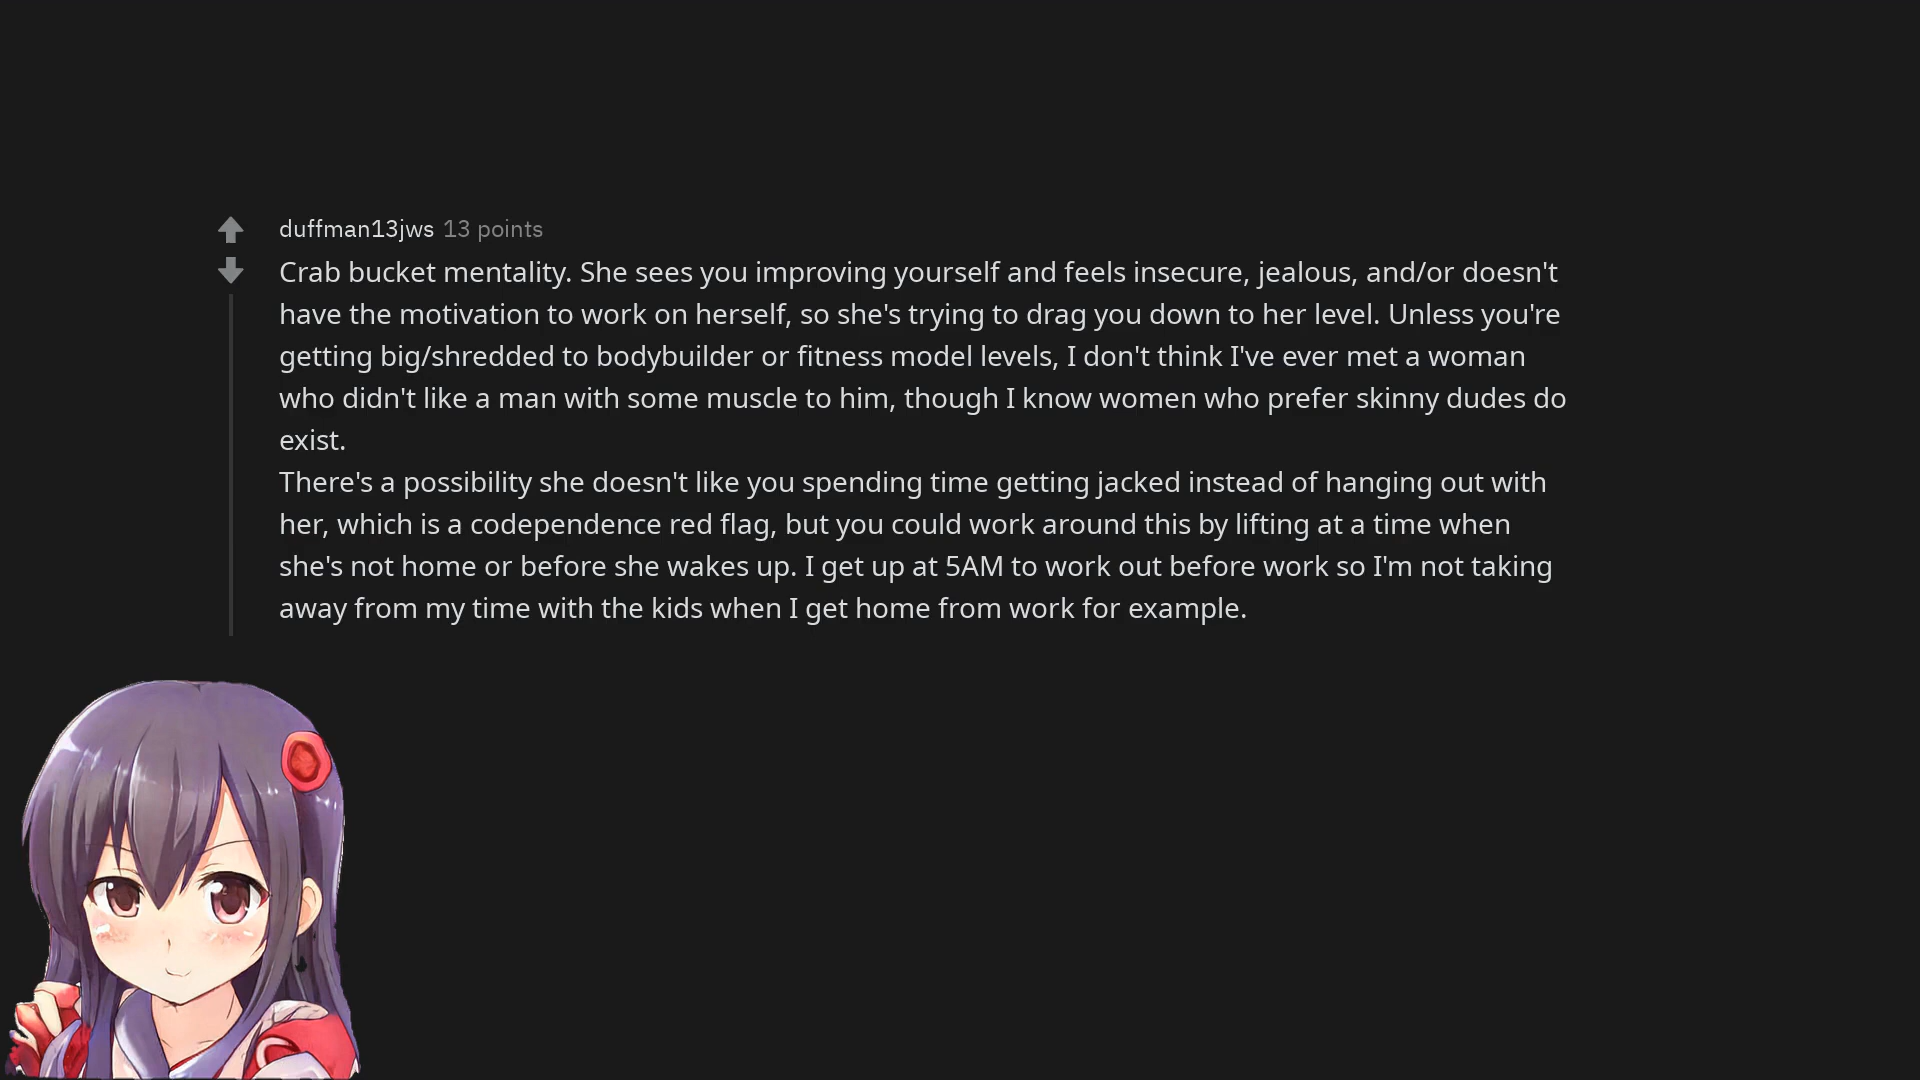 duffman13jws 13 points
Crab bucket mentality. She sees you improving yourself and feels insecure, jealous, and/or doesn't
have the motivation to work on herself, so she's trying to drag you down to her level. Unless you're
getting big/shredded to bodybuilder or fitness model levels, I don't think I've ever met a woman
who didn't like a man with some muscle to him, though I know women who prefer skinny dudes do
exist.
There's a possibility she doesn't like you spending time getting jacked instead of hanging out with
her, which is a codependence red flag, but you could work around this by lifting at a time when
she's not home or before she wakes up. I get up at 5AM to work out before work so I'm not taking
away from my time with the kids when I get home from work for example.